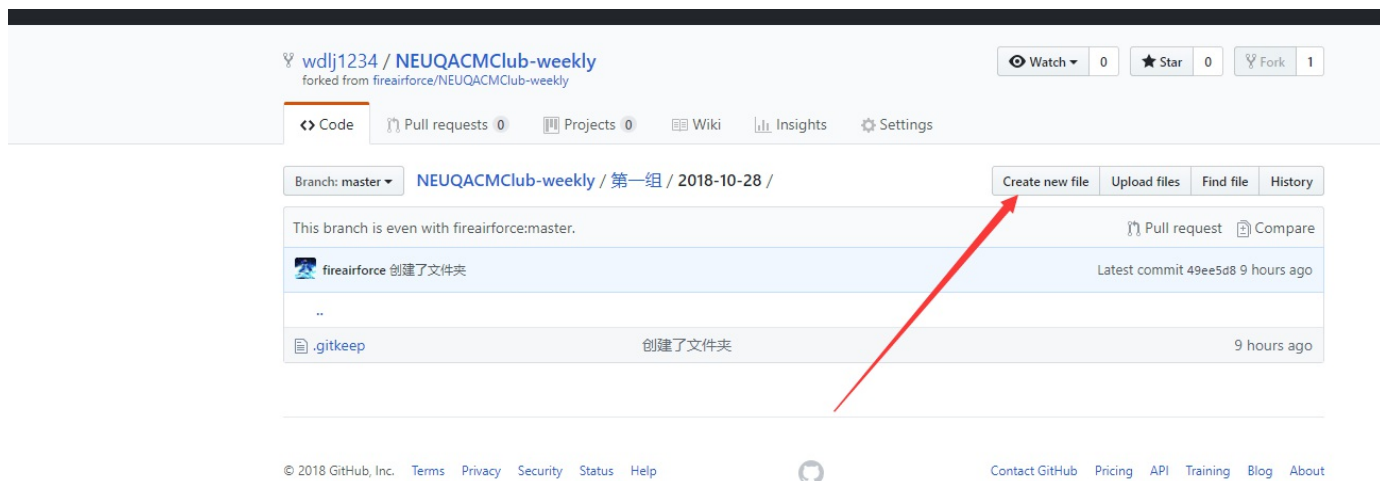 wdlj1234 / NEUQACMClub-weekly
forked from fireairforce/NEUQACMClub-weekly
Watch 0 Star 0 Fork 1
Code Pull requests 0 Projects 0 Wiki Insights Settings
Branch: master NEUQACMClub-weekly / 第一组 / 2018-10-28 /
Create new file Upload files Find file History
This branch is even with fireairforce:master.
Pull request Compare
fireairforce 创建了文件夹
Latest commit 49ee5d8 9 hours ago
..
.gitkeep 创建了文件夹 9 hours ago
© 2018 GitHub, Inc. Terms Privacy Security Status Help
Contact GitHub Pricing API Training Blog About